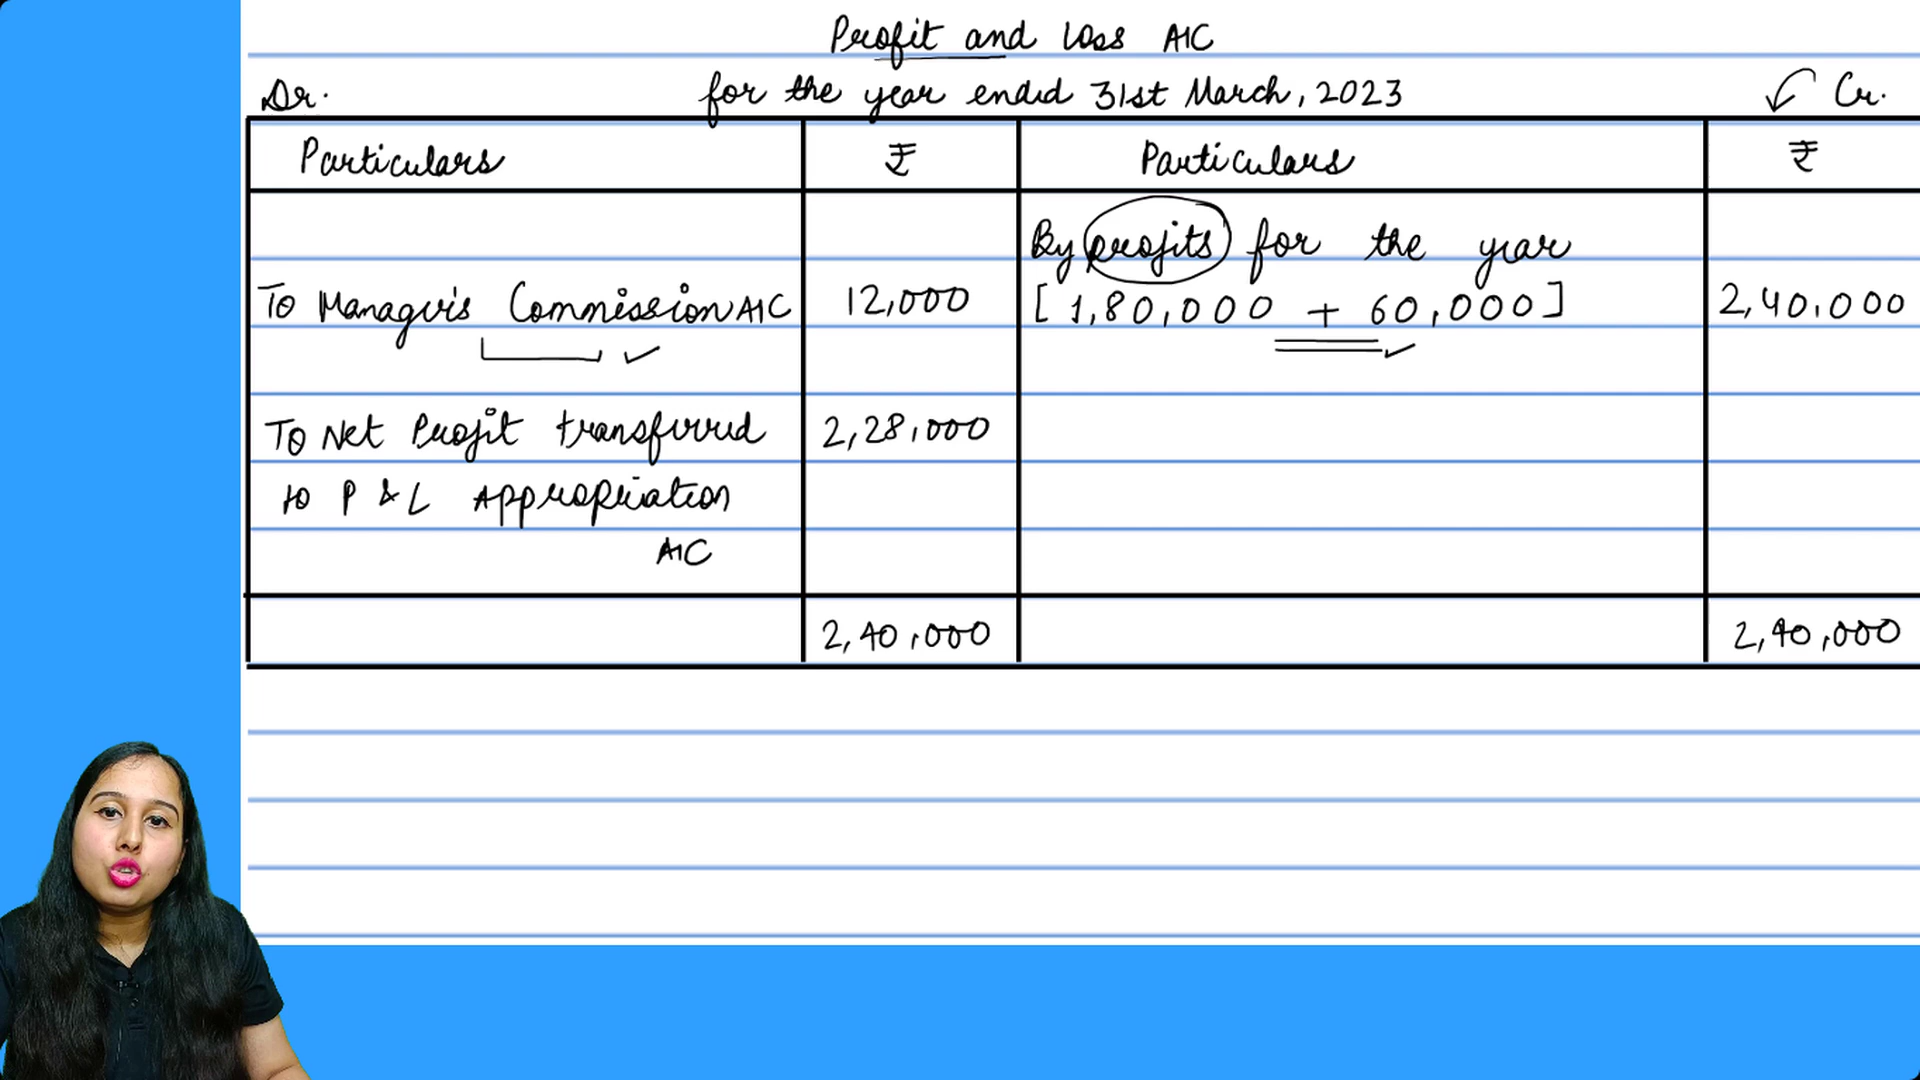 Profit and Loss A/C
Dr. for the year ended 31st March, 2023 Cr.
Particulars ₹ Particulars ₹
By profits for the year
To Manager's Commission A/C 12,000 [1,80,000 + 60,000] 2,40,000
To Net Profit transferred 2,28,000
to P & L Appropriation
A/C
2,40,000 2,40,000